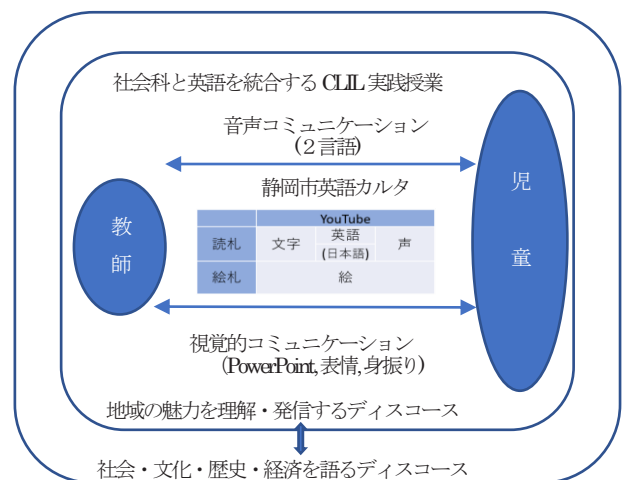 社会科と英語を統合する CLIL 実践授業
音声コミュニケーション
(2言語)
静岡市英語カルタ
教師
児童
YouTube
読札 文字 英語 (日本語) 声
絵札 絵
視覚的コミュニケーション
(PowerPoint,表情,身振り)
地域の魅力を理解・発信するディスコース
社会・文化・歴史・経済を語るディスコース